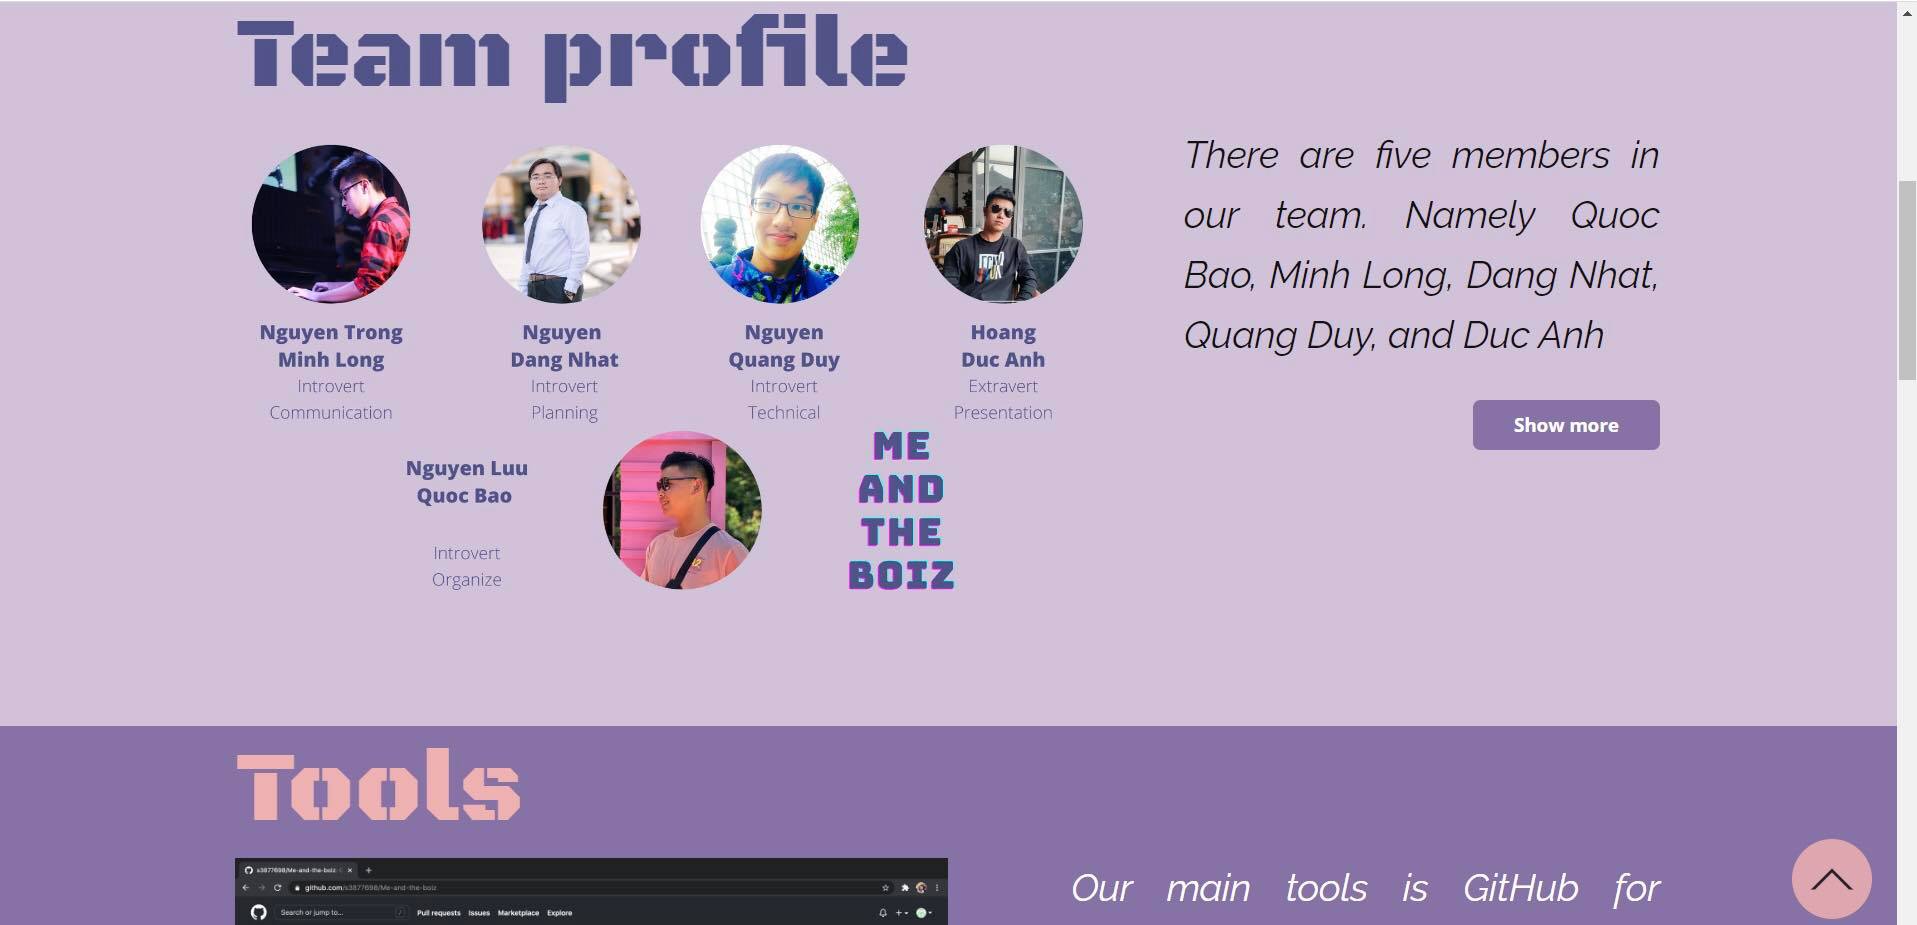 Team profile
Nguyen Trong
Minh Long
Introvert
Communication
Nguyen
Dang Nhat
Introvert
Planning
Nguyen
Quang Duy
Introvert
Technical
Hoang
Duc Anh
Extravert
Presentation
Nguyen Luu
Quoc Bao
Introvert
Organize
ME
AND
THE
BOIZ
There are five members in
our team. Namely Quoc
Bao, Minh Long, Dang Nhat,
Quang Duy, and Duc Anh
Show more
Tools
s3877698/Me-and-the-boiz:
github.com/s3877698/Me-and-the-boiz
Search or jump to... /
Pull requests Issues Marketplace Explore
Our main tools is GitHub for